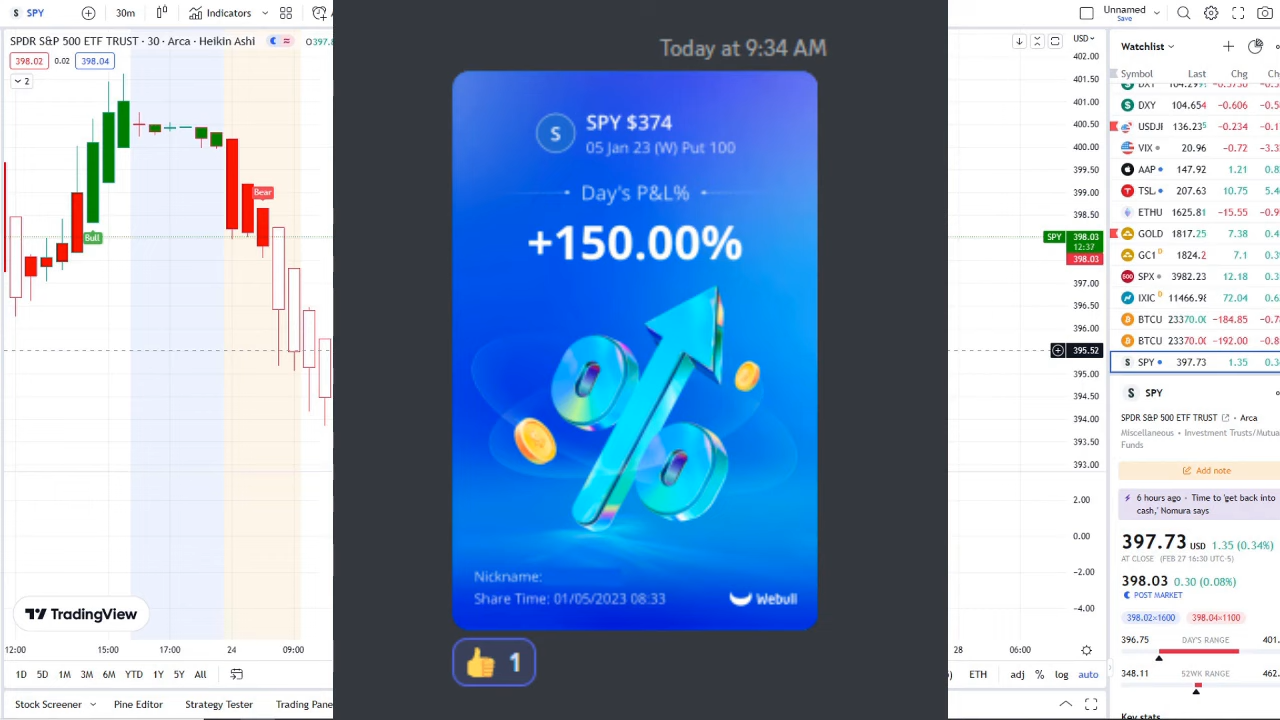 SPY
30m
Indicators
SPDR S&P 500 ETF TRUST · 30 · Arca · Heikin Ashi
398.02 0.02 398.04
2
Bull
Bear
TradingView
12:00 15:00 17:00 24 09:00
1D 5D 1M 3M 6M YTD 1Y 5Y All
Stock Screener Pine Editor Strategy Tester Trading Pane
Today at 9:34 AM
S
SPY $374
05 Jan 23 (W) Put 100
Day's P&L%
+150.00%
Nickname:
Share Time: 01/05/2023 08:33
Webull
👍 1
Unnamed
Save
USD
402.00
401.50
401.00
400.50
400.00
399.50
399.00
398.50
SPY 398.03
12:37
398.03
397.00
396.50
396.00
395.52
395.00
394.50
394.00
393.50
393.00
2.00
0.00
−2.00
−4.00
28 06:00
ETH adj % log auto
Watchlist
Symbol Last Chg
DXY 104.654 −0.606
USDJI 136.235 −0.234
VIX 20.96 −0.72
AAP 147.92 1.21
TSL 207.63 10.75
ETHU 1625.81 −15.55
GOLD 1817.25 7.38
GC1 1824.2 7.1
SPX 3982.23 12.18
IXIC 11466.98 72.04
BTCU 23370.00 −184.85
BTCU 23370.00 −192.00
SPY 397.73 1.35
SPY
SPDR S&P 500 ETF TRUST · Arca
Miscellaneous · Investment Trusts/Mutual
Funds
Add note
6 hours ago · Time to 'get back into
cash,' Nomura says
397.73 USD 1.35 (0.34%)
AT CLOSE (FEB 27 16:30 UTC-5)
398.03 0.30 (0.08%)
POST MARKET
398.02×1600 398.04×1100
396.75 DAY'S RANGE 401.
348.11 52WK RANGE 462.
Key stats